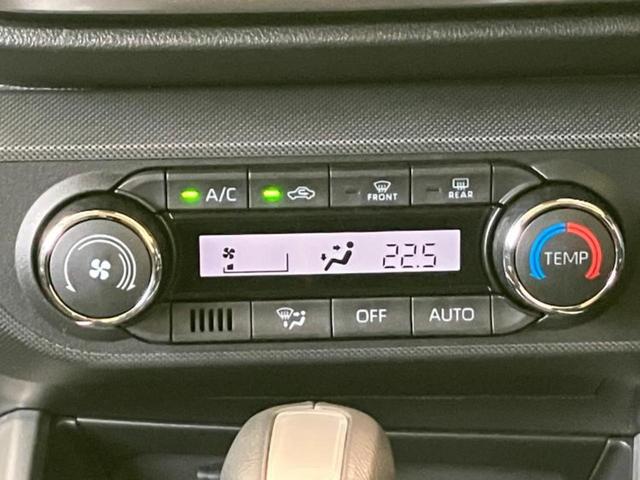 A/C
FRONT
REAR
22.5
TEMP
OFF
AUTO